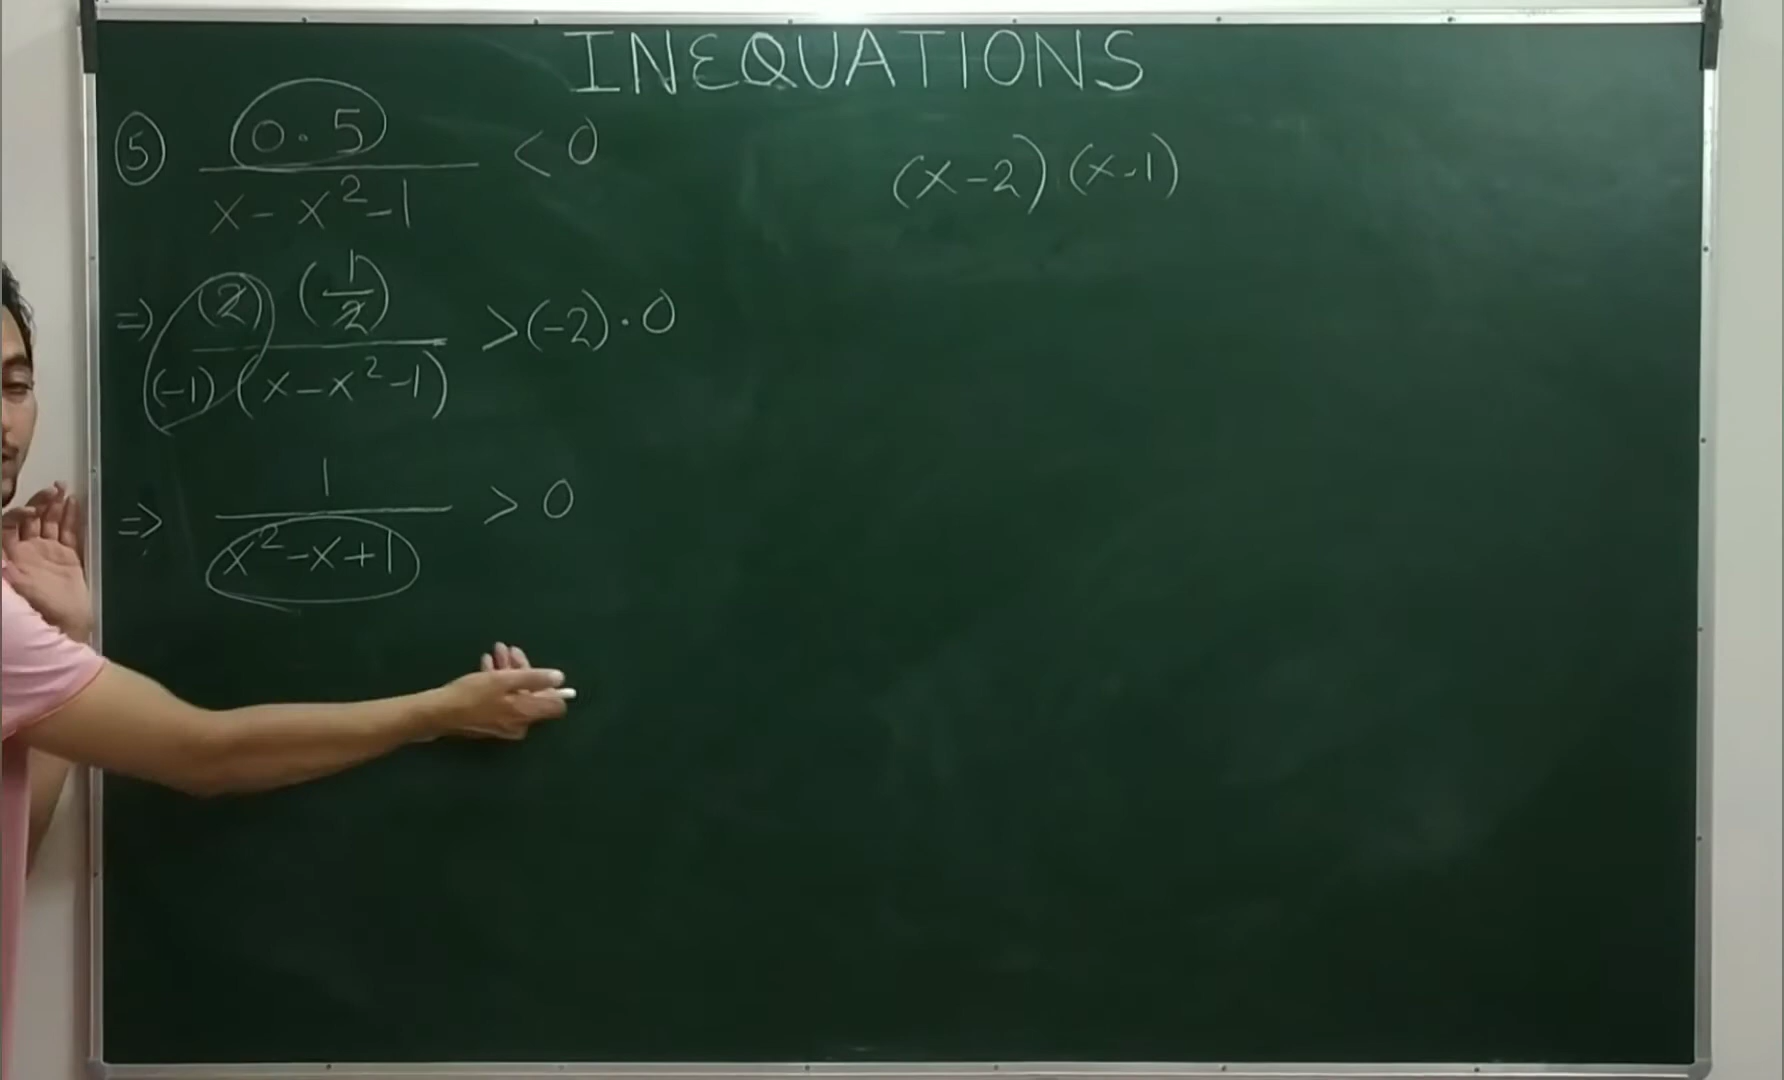 INEQUATIONS
⑤ 0.5 / (x - x² - 1) < 0
(x-2) (x-1)
⇒ (2) (1/2) / (-1) (x - x² - 1) > (-2) · 0
⇒ 1 / (x² - x + 1) > 0